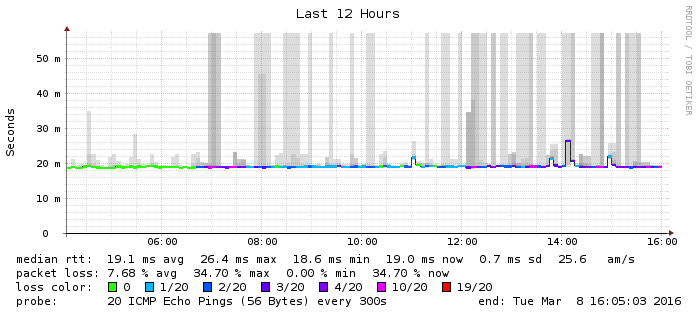 Last 12 Hours
RRDTOOL / TOBI OETIKER
Seconds
50 m
40 m
30 m
20 m
10 m
0
06:00 08:00 10:00 12:00 14:00 16:00
median rtt: 19.1 ms avg 26.4 ms max 18.6 ms min 19.0 ms now 0.7 ms sd 25.6 am/s
packet loss: 7.68 % avg 34.70 % max 0.00 % min 34.70 % now
loss color: 0 1/20 2/20 3/20 4/20 10/20 19/20
probe: 20 ICMP Echo Pings (56 Bytes) every 300s end: Tue Mar 8 16:05:03 2016